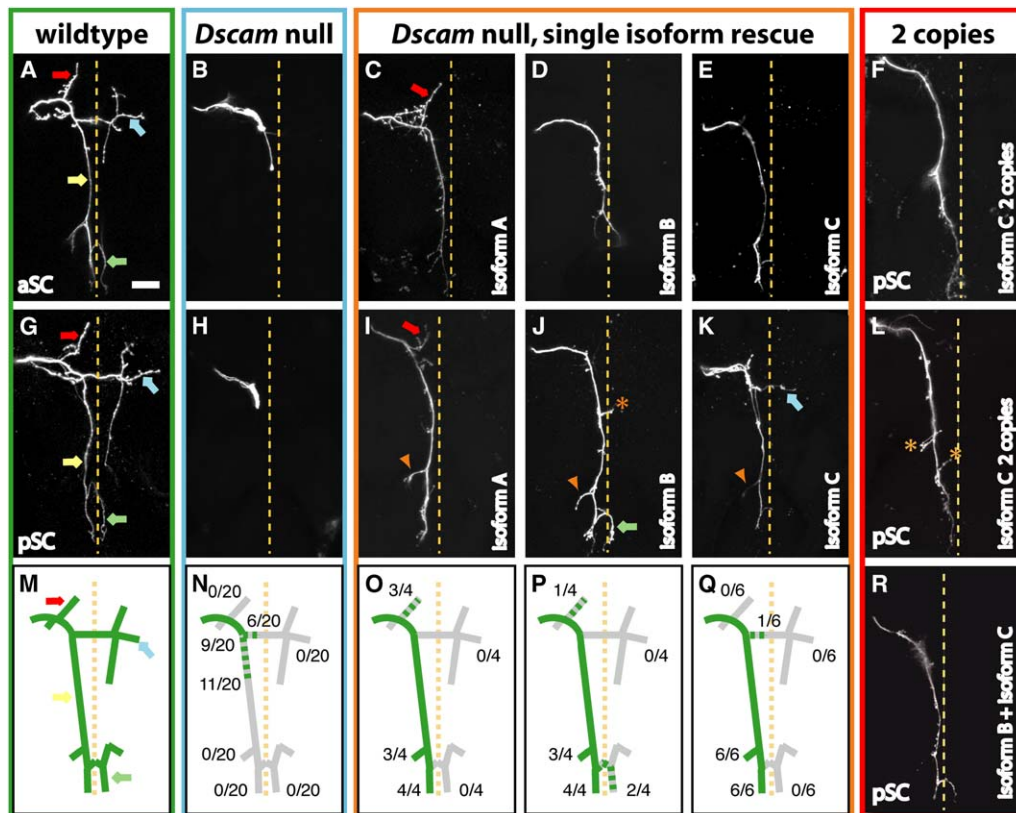 wildtype
Dscam null
Dscam null, single isoform rescue
2 copies
A
aSC
B
C
Isoform A
D
Isoform B
E
Isoform C
F
pSC
Isoform C 2 copies
G
pSC
H
I
Isoform A
J
*
Isoform B
K
Isoform C
L
*
*
pSC
Isoform C 2 copies
M
N
0/20
6/20
9/20
0/20
11/20
0/20
0/20
0/20
O
3/4
0/4
3/4
4/4
0/4
P
1/4
0/4
3/4
4/4
2/4
Q
0/6
1/6
0/6
6/6
6/6
0/6
R
pSC
Isoform B + Isoform C